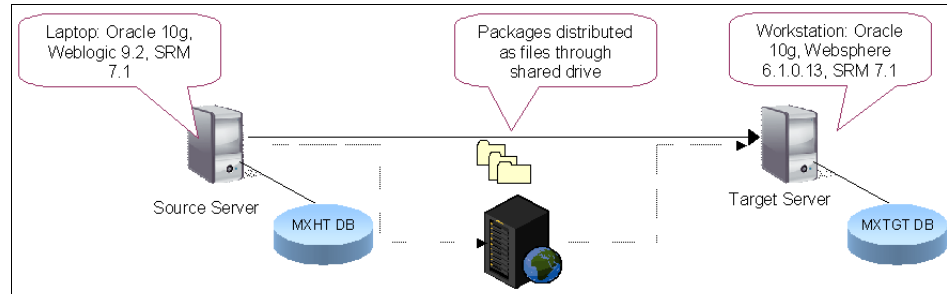 Laptop: Oracle 10g,
Weblogic 9.2, SRM
7.1
Packages distributed
as files through
shared drive
Workstation: Oracle
10g, Websphere
6.1.0.13, SRM 7.1
Source Server
MXHT DB
Target Server
MXTGT DB